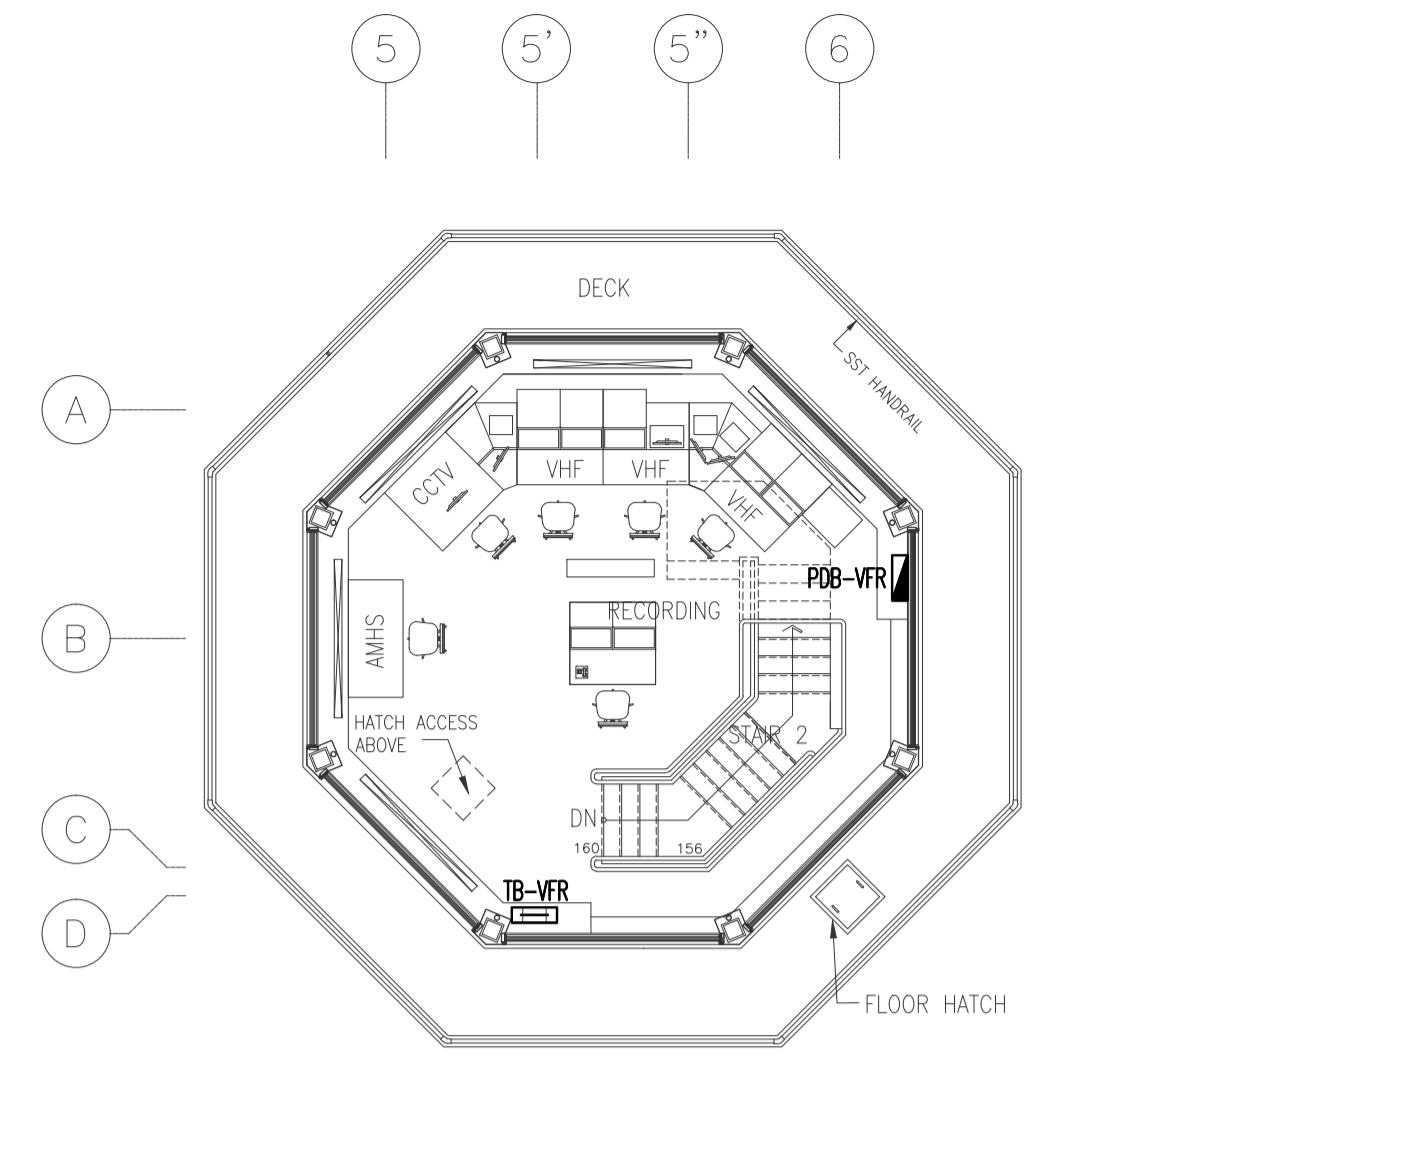 5
5'
5"
6
DECK
SST HANDRAIL
A
CCTV
VHF
VHF
VHF
PDB-VFR
RECORDING
B
AMHS
HATCH ACCESS
ABOVE
STAIR 2
C
DN
160
156
TB-VFR
D
FLOOR HATCH